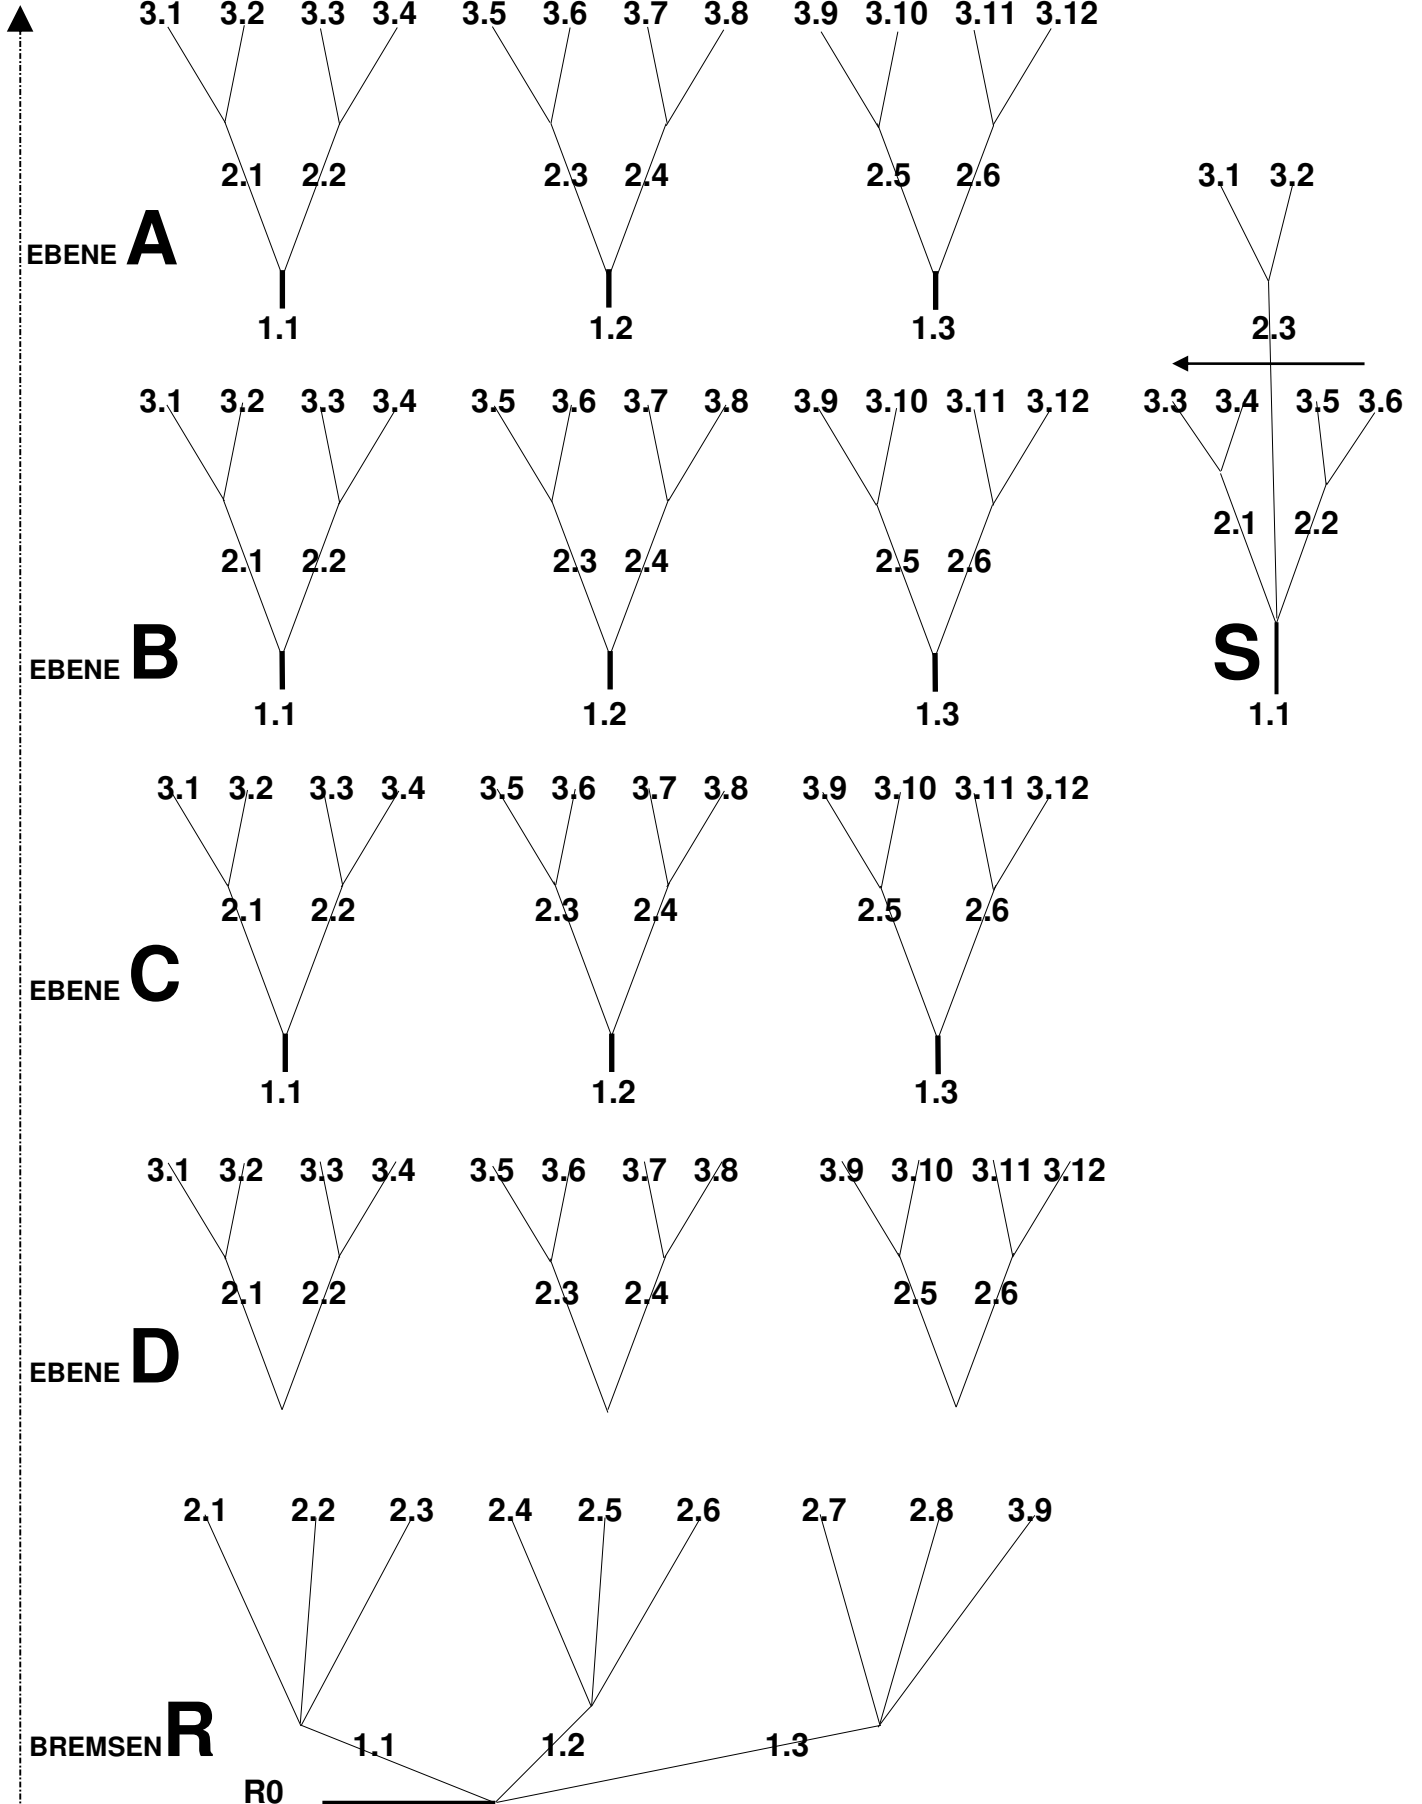 3.1 3.2 3.3 3.4 3.5 3.6 3.7 3.8 3.9 3.10 3.11 3.12
2.1 2.2 2.3 2.4 2.5 2.6 3.1 3.2
EBENE A
1.1 1.2 1.3 2.3
3.1 3.2 3.3 3.4 3.5 3.6 3.7 3.8 3.9 3.10 3.11 3.12 3.3 3.4 3.5 3.6
2.1 2.2
2.1 2.2 2.3 2.4 2.5 2.6
EBENE B S
1.1 1.2 1.3 1.1
3.1 3.2 3.3 3.4 3.5 3.6 3.7 3.8 3.9 3.10 3.11 3.12
2.1 2.2 2.3 2.4 2.5 2.6
EBENE C
1.1 1.2 1.3
3.1 3.2 3.3 3.4 3.5 3.6 3.7 3.8 3.9 3.10 3.11 3.12
2.1 2.2 2.3 2.4 2.5 2.6
EBENE D
2.1 2.2 2.3 2.4 2.5 2.6 2.7 2.8 3.9
BREMSEN R 1.1 1.2 1.3
R0